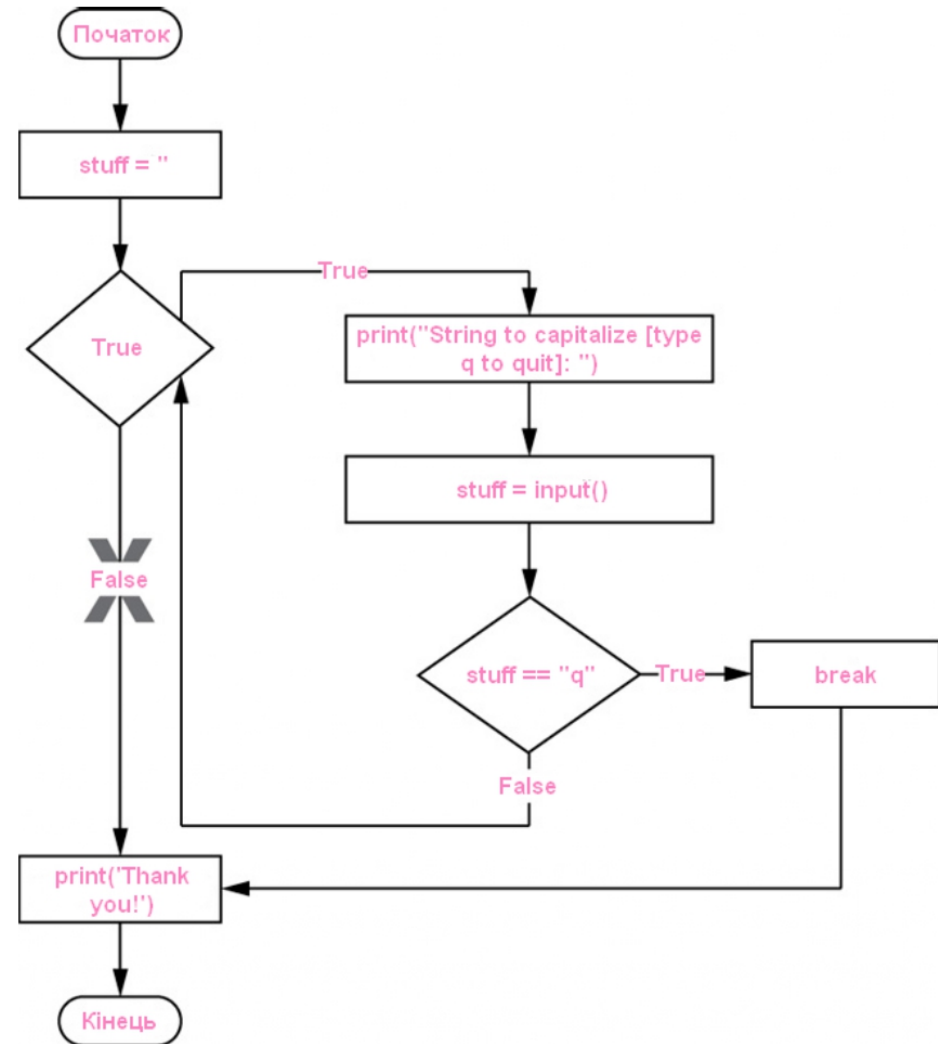 Початок
stuff = "
True
True
print("String to capitalize [type
q to quit]: ")
stuff = input()
stuff == "q"
True
break
False
False
print('Thank
you!')
Кінець